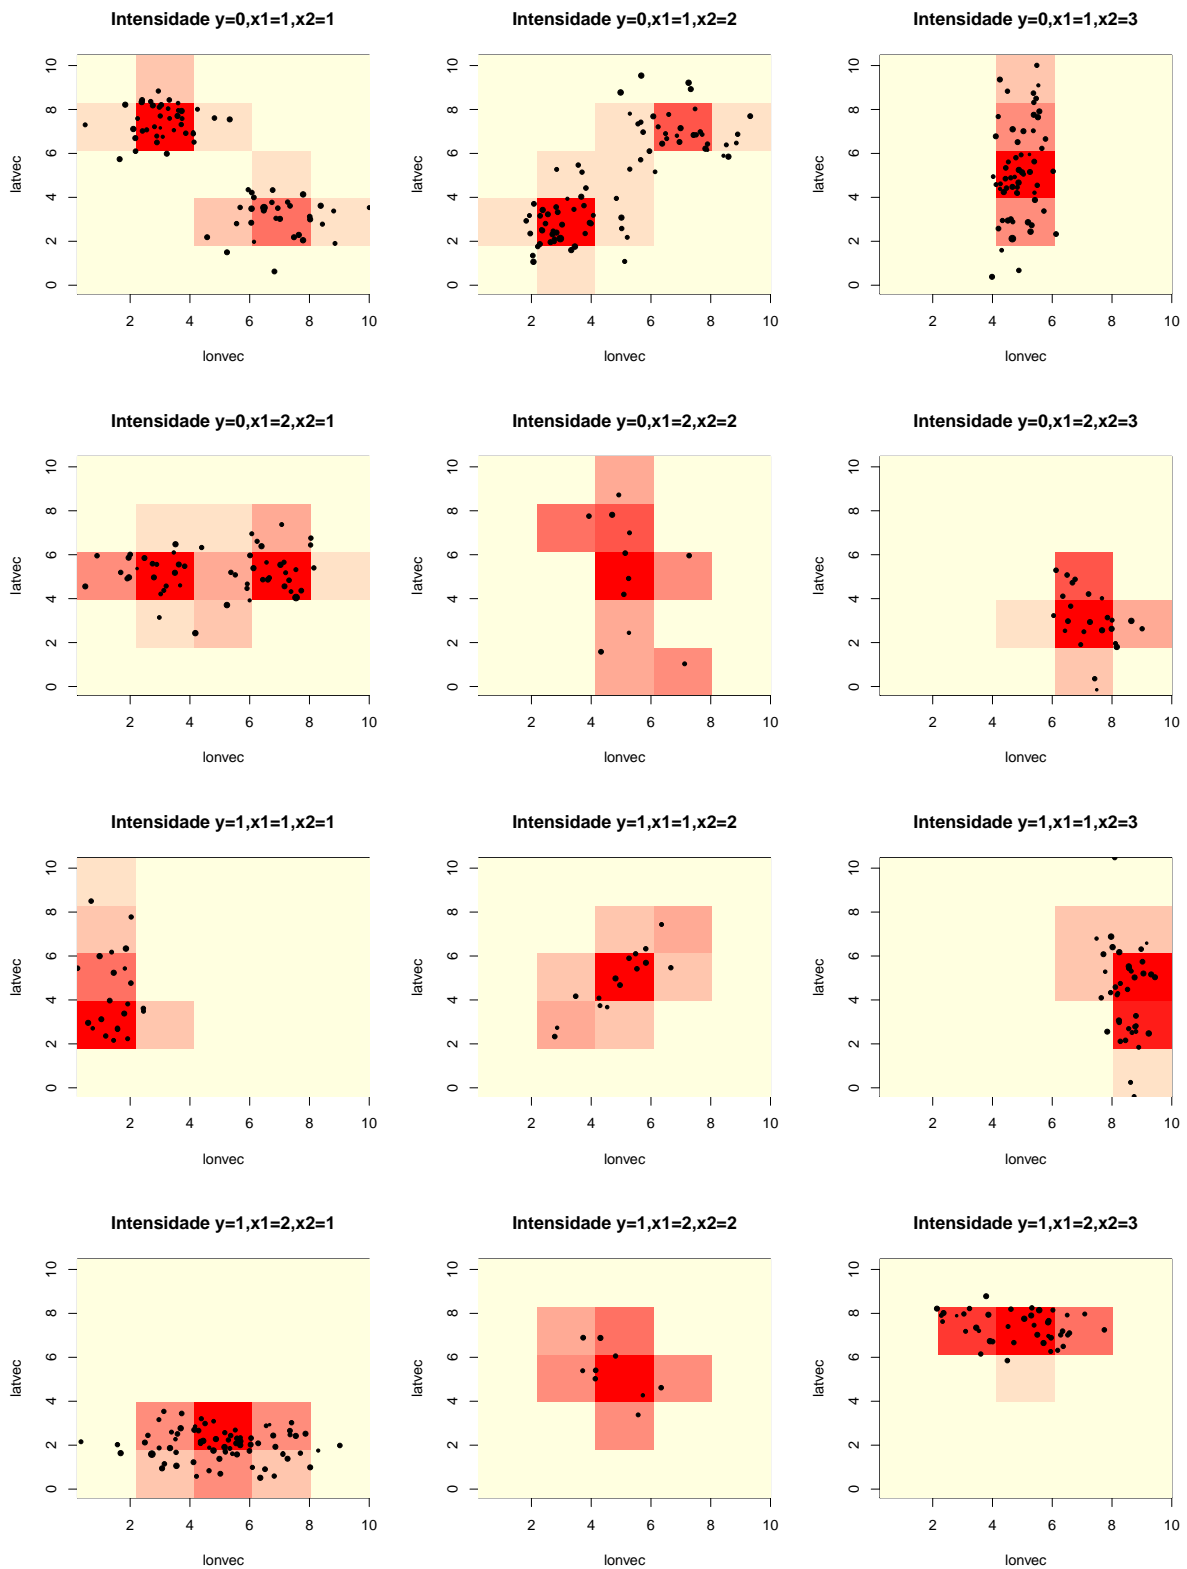 Intensidade y=0,x1=1,x2=1
10
8
6
4
2
0
latvec
2 4 6 8 10
lonvec
Intensidade y=0,x1=1,x2=2
10
8
6
4
2
0
latvec
2 4 6 8 10
lonvec
Intensidade y=0,x1=1,x2=3
10
8
6
4
2
0
latvec
2 4 6 8 10
lonvec
Intensidade y=0,x1=2,x2=1
10
8
6
4
2
0
latvec
2 4 6 8 10
lonvec
Intensidade y=0,x1=2,x2=2
10
8
6
4
2
0
latvec
2 4 6 8 10
lonvec
Intensidade y=0,x1=2,x2=3
10
8
6
4
2
0
latvec
2 4 6 8 10
lonvec
Intensidade y=1,x1=1,x2=1
10
8
6
4
2
0
latvec
2 4 6 8 10
lonvec
Intensidade y=1,x1=1,x2=2
10
8
6
4
2
0
latvec
2 4 6 8 10
lonvec
Intensidade y=1,x1=1,x2=3
10
8
6
4
2
0
latvec
2 4 6 8 10
lonvec
Intensidade y=1,x1=2,x2=1
10
8
6
4
2
0
latvec
2 4 6 8 10
lonvec
Intensidade y=1,x1=2,x2=2
10
8
6
4
2
0
latvec
2 4 6 8 10
lonvec
Intensidade y=1,x1=2,x2=3
10
8
6
4
2
0
latvec
2 4 6 8 10
lonvec